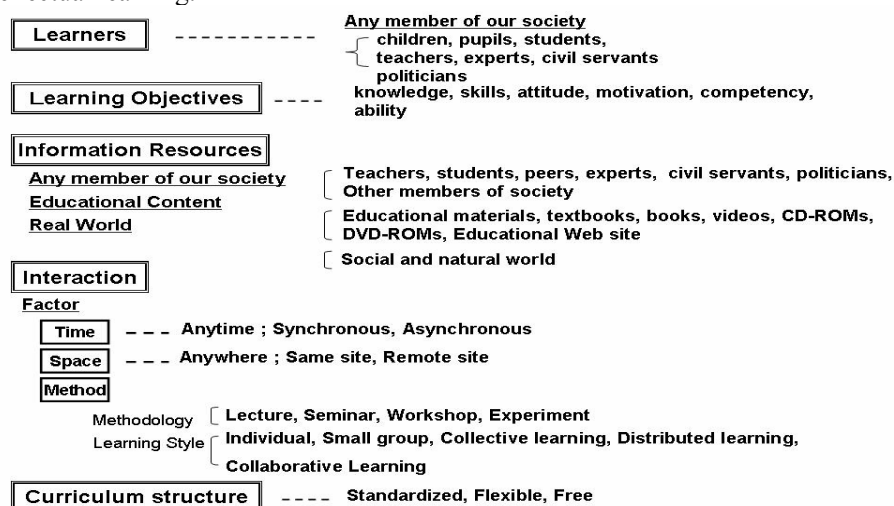 Learners
Any member of our society
children, pupils, students,
teachers, experts, civil servants
politicians
Learning Objectives
knowledge, skills, attitude, motivation, competency,
ability
Information Resources
Any member of our society
Teachers, students, peers, experts, civil servants, politicians,
Other members of society
Educational Content
Educational materials, textbooks, books, videos, CD-ROMs,
DVD-ROMs, Educational Web site
Real World
Social and natural world
Interaction
Factor
Time
Anytime ; Synchronous, Asynchronous
Space
Anywhere ; Same site, Remote site
Method
Methodology
Lecture, Seminar, Workshop, Experiment
Learning Style
Individual, Small group, Collective learning, Distributed learning,
Collaborative Learning
Curriculum structure
Standardized, Flexible, Free